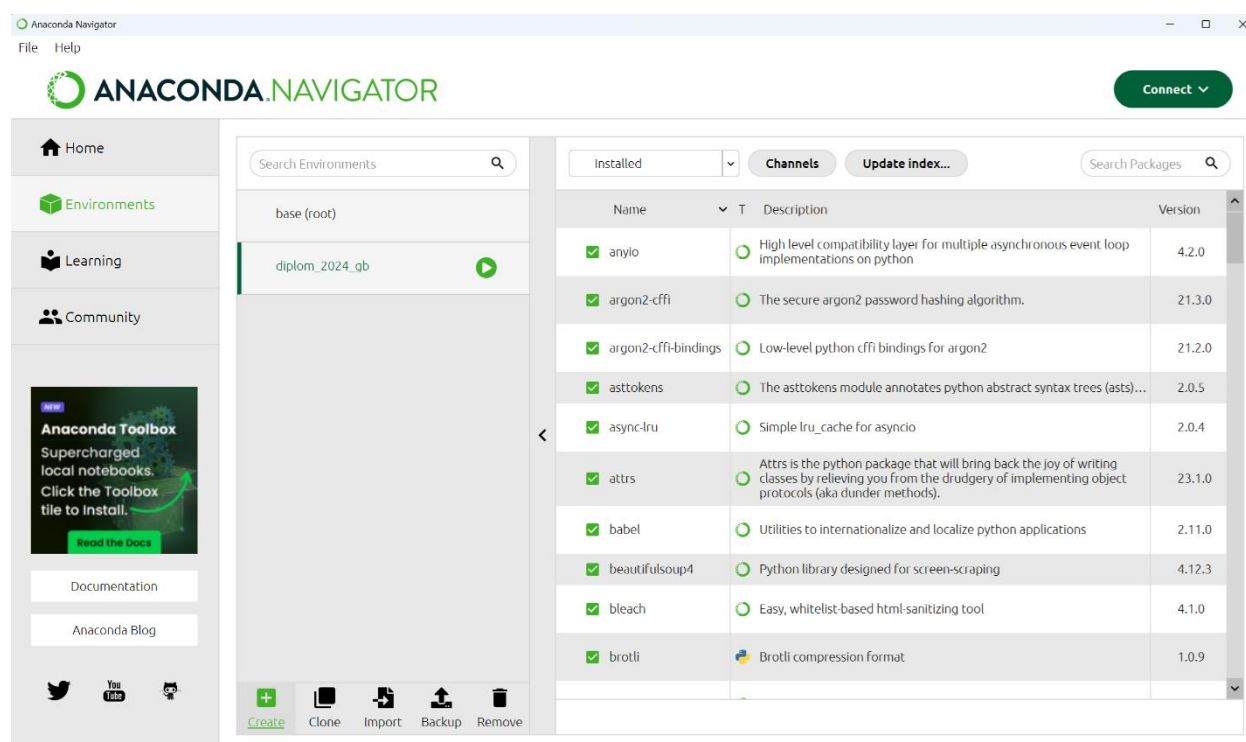 Anaconda Navigator
File Help
ANACONDA.NAVIGATOR
Connect
Home
Environments
Learning
Community
NEW
Anaconda Toolbox
Supercharged
local notebooks.
Click the Toolbox
tile to Install.
Read the Docs
Documentation
Anaconda Blog
You
Tube
Search Environments
base (root)
diplom_2024_gb
Create Clone Import Backup Remove
Installed Channels Update index... Search Packages
Name T Description Version
anyio High level compatibility layer for multiple asynchronous event loop
implementations on python 4.2.0
argon2-cffi The secure argon2 password hashing algorithm. 21.3.0
argon2-cffi-bindings Low-level python cffi bindings for argon2 21.2.0
asttokens The asttokens module annotates python abstract syntax trees (asts)... 2.0.5
async-lru Simple lru_cache for asyncio 2.0.4
attrs Attrs is the python package that will bring back the joy of writing
classes by relieving you from the drudgery of implementing object
protocols (aka dunder methods). 23.1.0
babel Utilities to internationalize and localize python applications 2.11.0
beautifulsoup4 Python library designed for screen-scraping 4.12.3
bleach Easy, whitelist-based html-sanitizing tool 4.1.0
brotli Brotli compression format 1.0.9